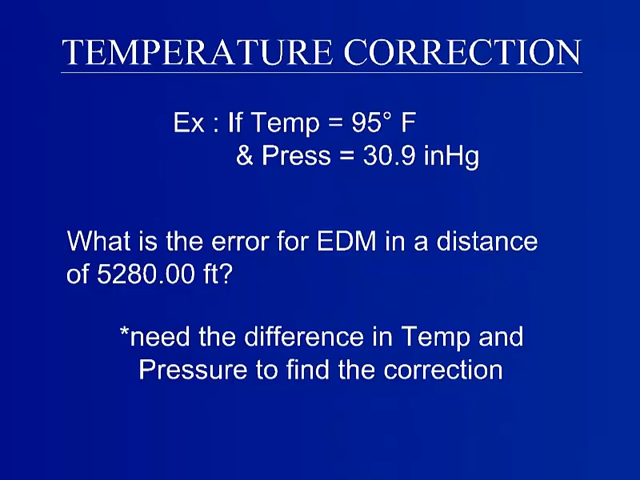 TEMPERATURE CORRECTION
Ex : If Temp = 95° F
& Press = 30.9 inHg
What is the error for EDM in a distance
of 5280.00 ft?
*need the difference in Temp and
Pressure to find the correction